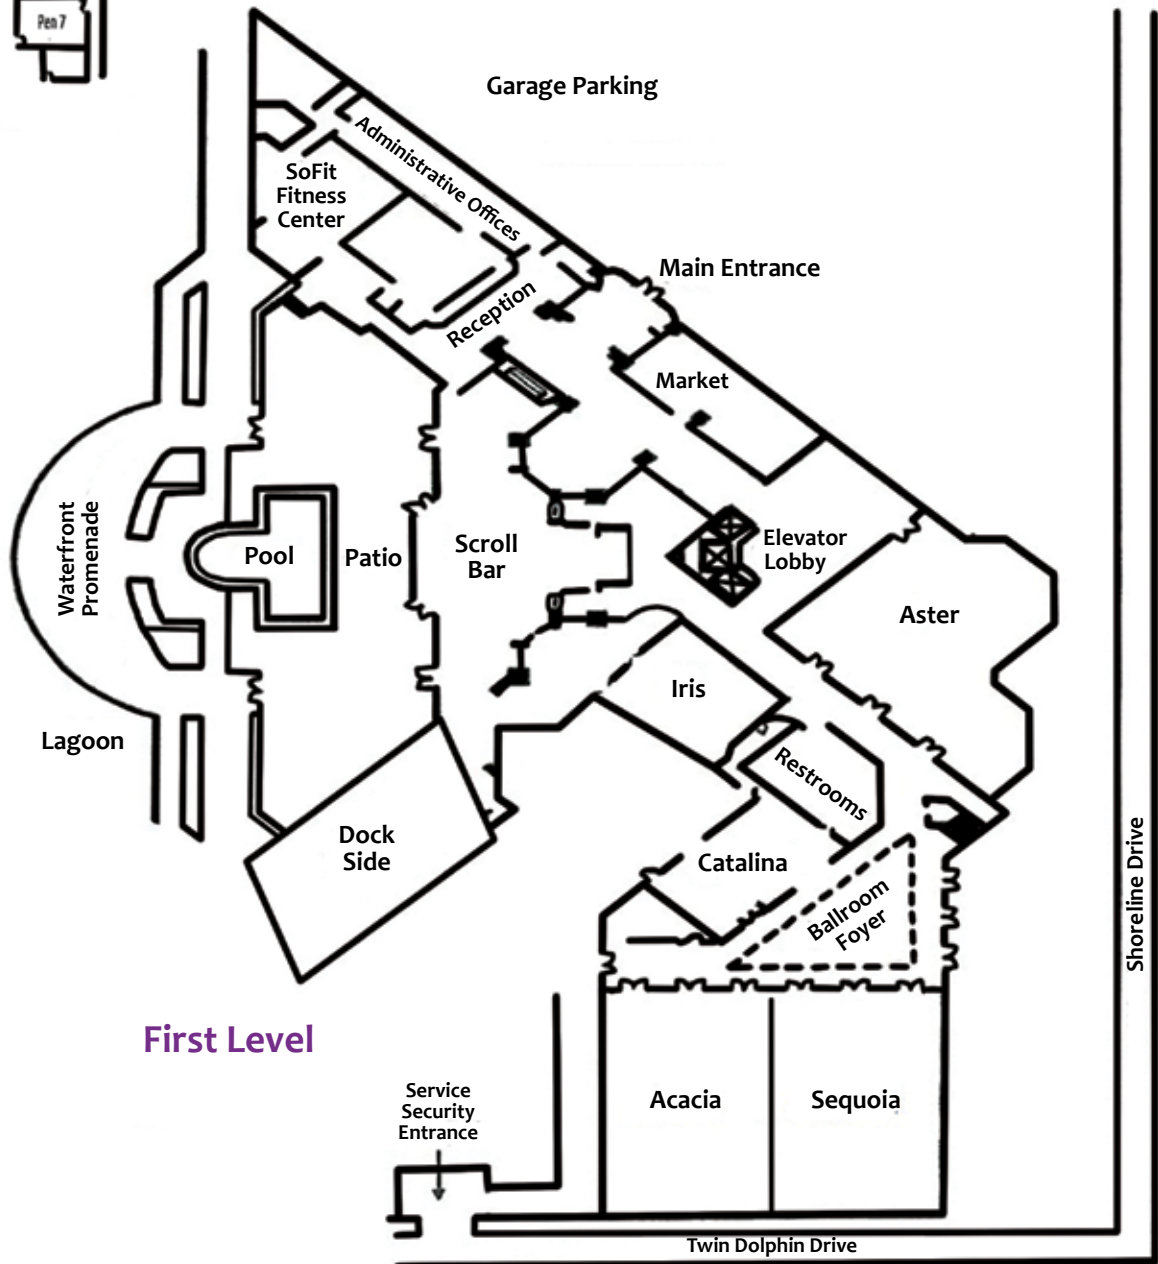 Pen 7
Garage Parking
Administrative Offices
SoFit
Fitness
Center
Main Entrance
Reception
Market
Waterfront
Promenade
Pool
Patio
Scroll
Bar
Elevator
Lobby
Aster
Iris
Lagoon
Restrooms
Dock
Side
Catalina
Ballroom
Foyer
Shoreline Drive
First Level
Service
Security
Entrance
Acacia
Sequoia
Twin Dolphin Drive